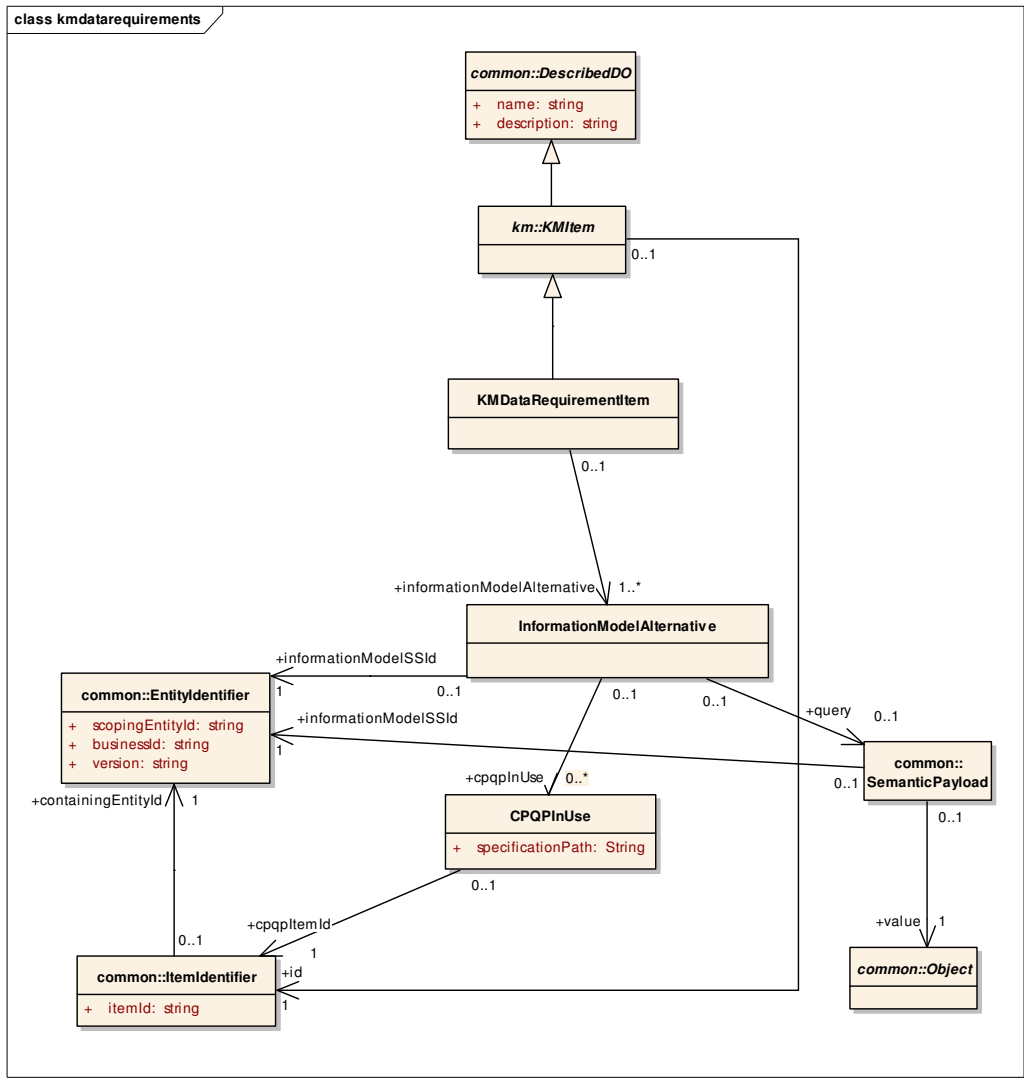 class kmdatarequirements
common::DescribedDO
+ name: string
+ description: string
km::KMItem
0..1
KMDataRequirementItem
0..1
+informationModelAlternative
1..*
InformationModelAlternative
+informationModelSSId
1
0..1
0..1
0..1
common::EntityIdentifier
+ scopingEntityId: string
+ businessId: string
+ version: string
+informationModelSSId
1
+query
0..1
common::
SemanticPayload
0..1
0..1
+containingEntityId
1
+cpqpInUse
0..*
CPQPInUse
+ specificationPath: String
0..1
+cpqpItemId
1
+value
1
0..1
common::ItemIdentifier
+ itemId: string
+id
1
common::Object